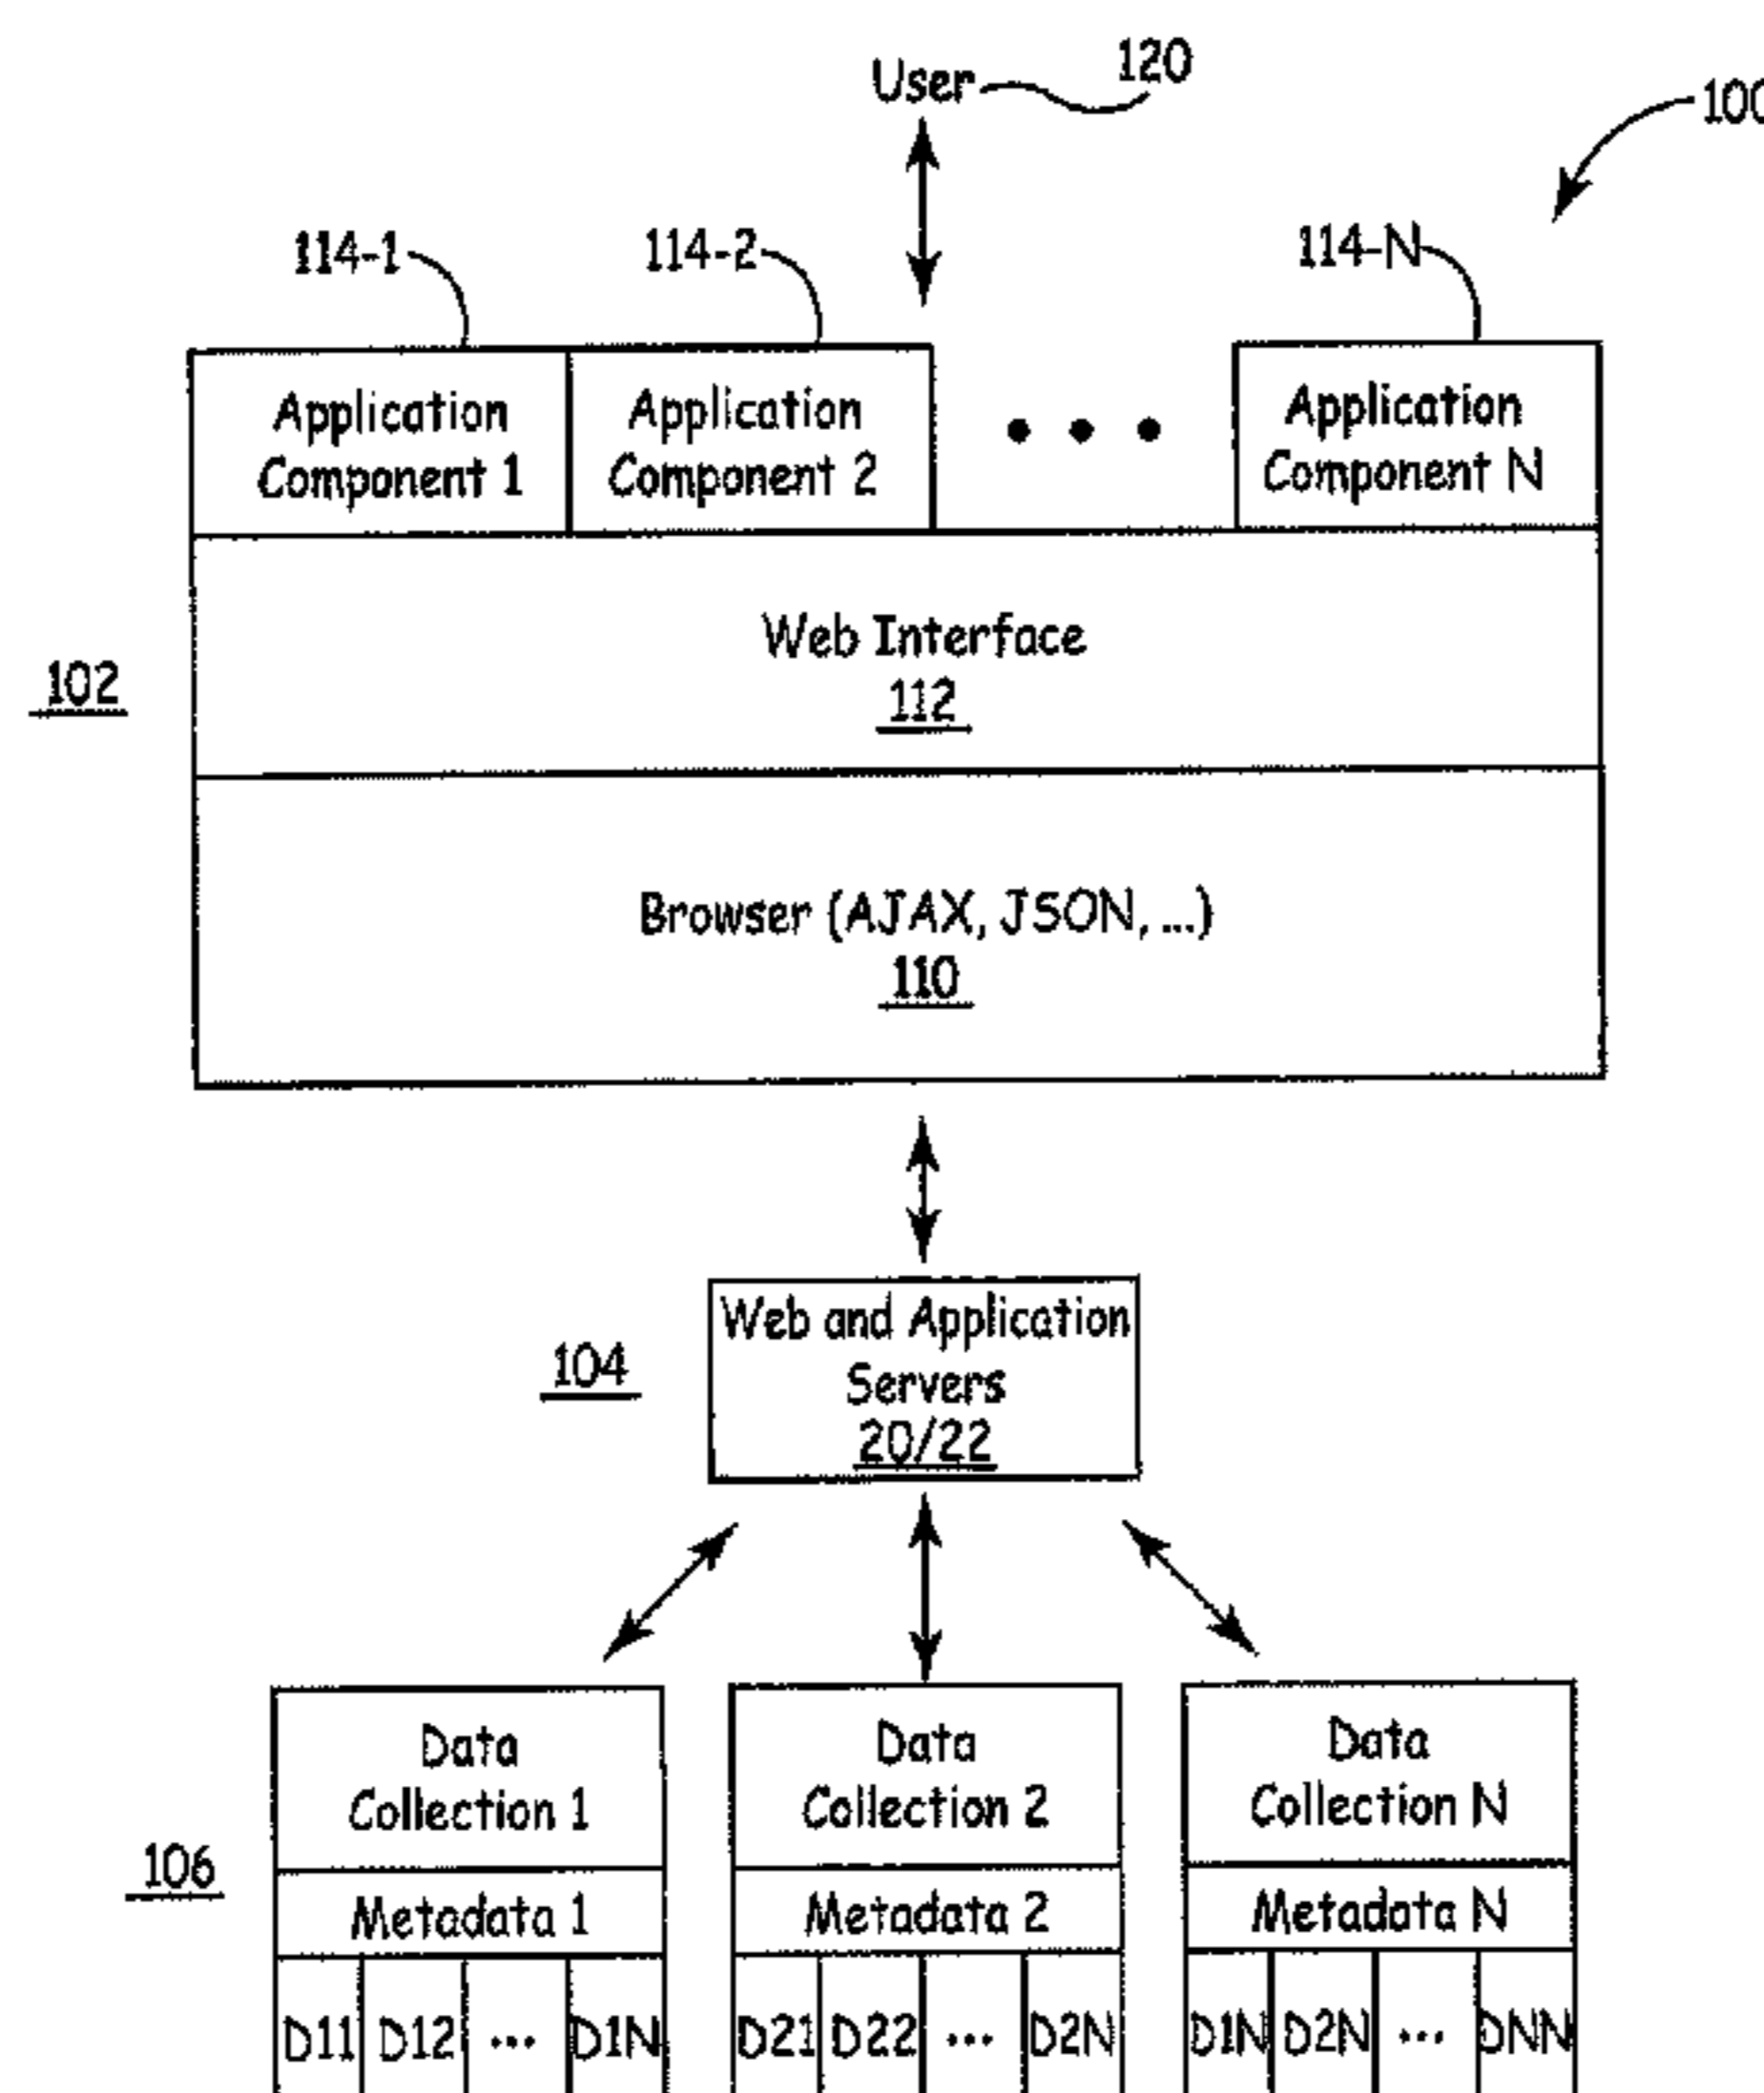 User
120
100
114-1
114-2
114-N
Application
Component 1
Application
Component 2
Application
Component N
Web Interface
112
102
Browser (AJAX, JSON, ...)
110
Web and Application
Servers
20/22
104
Data
Collection 1
Data
Collection 2
Data
Collection N
106
Metadata 1
Metadata 2
Metadata N
D11 D12 ... D1N
D21 D22 ... D2N
D1N D2N ... DNN